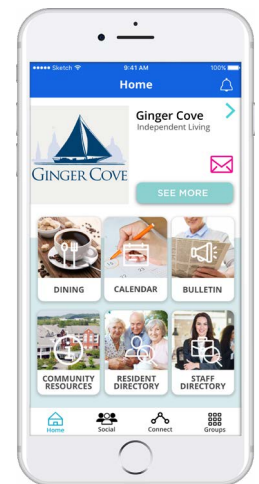 Sketch 9:41 AM 100%
Home
Ginger Cove
Independent Living
GINGER COVE
SEE MORE
DINING CALENDAR BULLETIN
COMMUNITY RESOURCES
RESIDENT DIRECTORY
STAFF DIRECTORY
Home Social Connect Groups